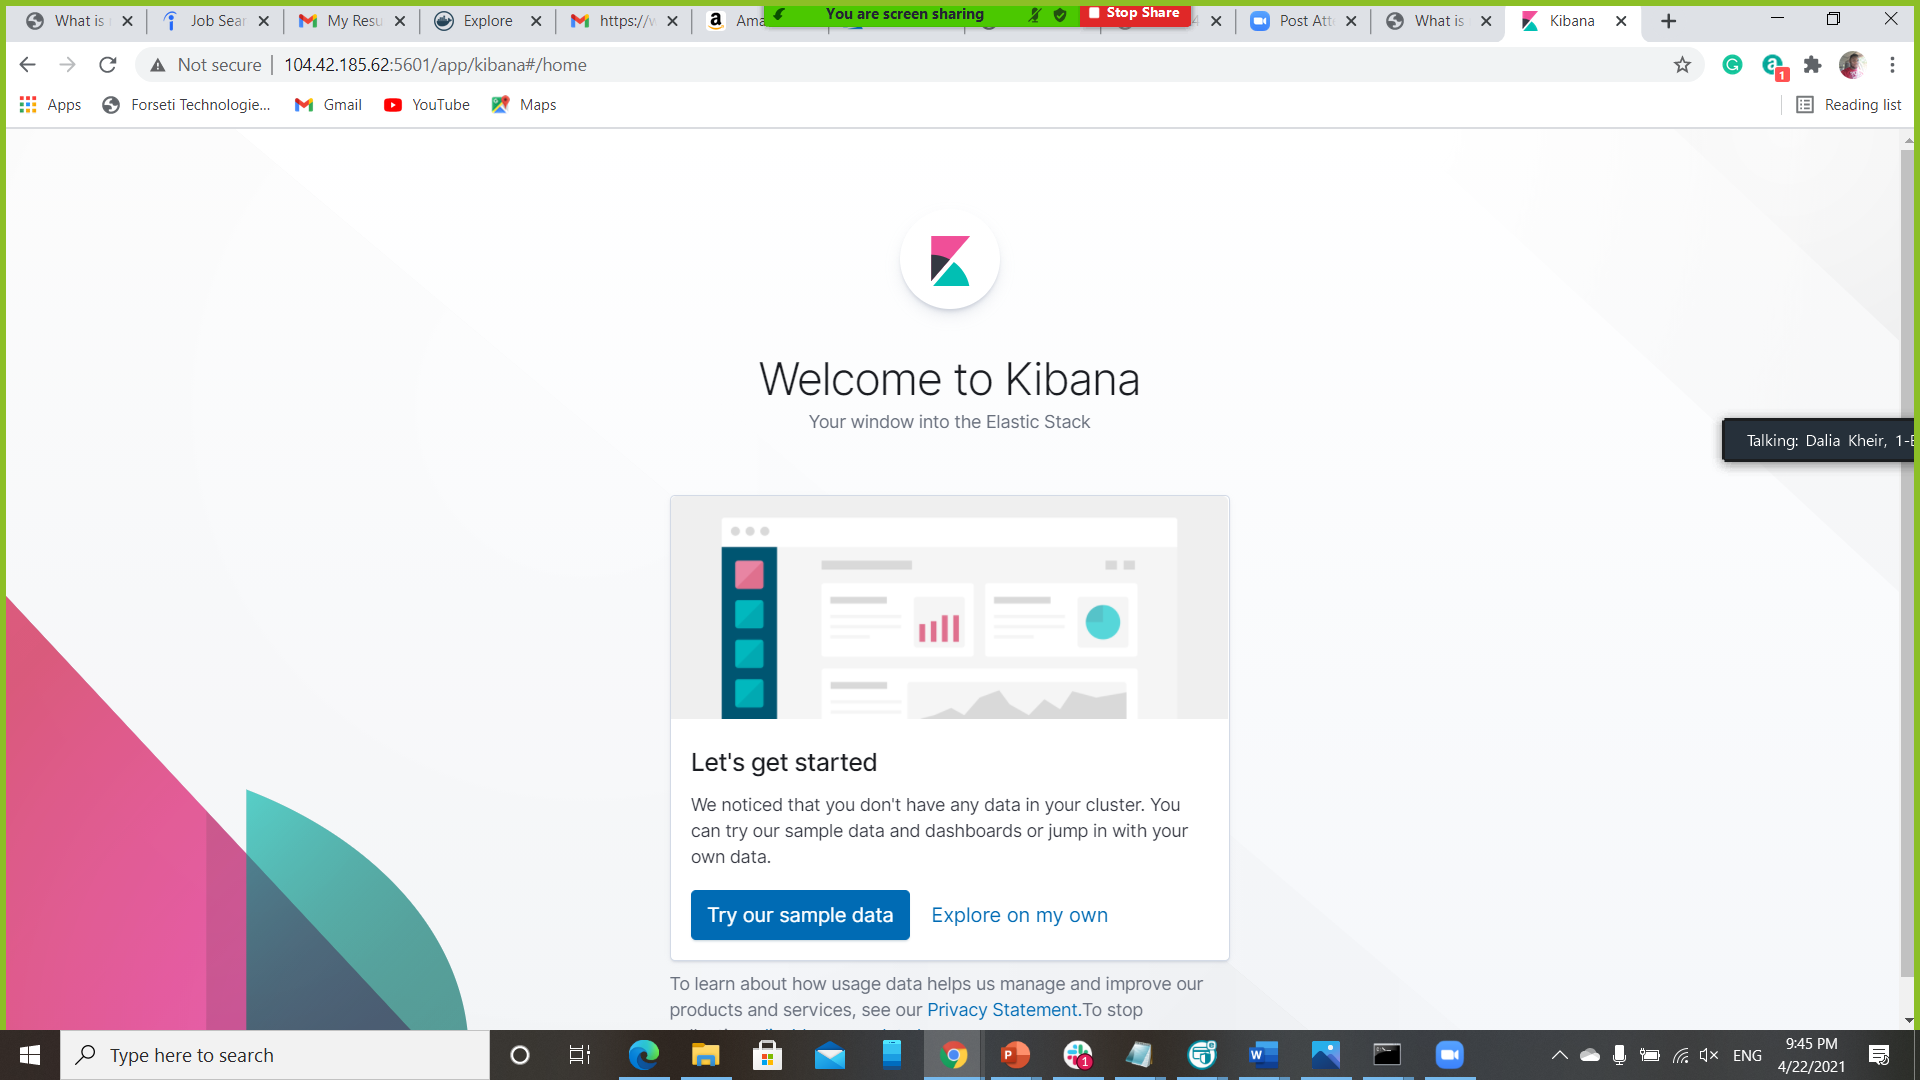 What is
Job Sear
My Resu
Explore
https://w
Ama
You are screen sharing
Stop Share
Post Atte
What is
Kibana
Not secure
104.42.185.62:5601/app/kibana#/home
1
Apps
Forseti Technologie...
Gmail
YouTube
Maps
Reading list
Welcome to Kibana
Your window into the Elastic Stack
Talking: Dalia Kheir, 1-E
Let's get started
We noticed that you don't have any data in your cluster. You
can try our sample data and dashboards or jump in with your
own data.
Try our sample data
Explore on my own
To learn about how usage data helps us manage and improve our
products and services, see our Privacy Statement.To stop
Type here to search
1
ENG
9:45 PM
4/22/2021